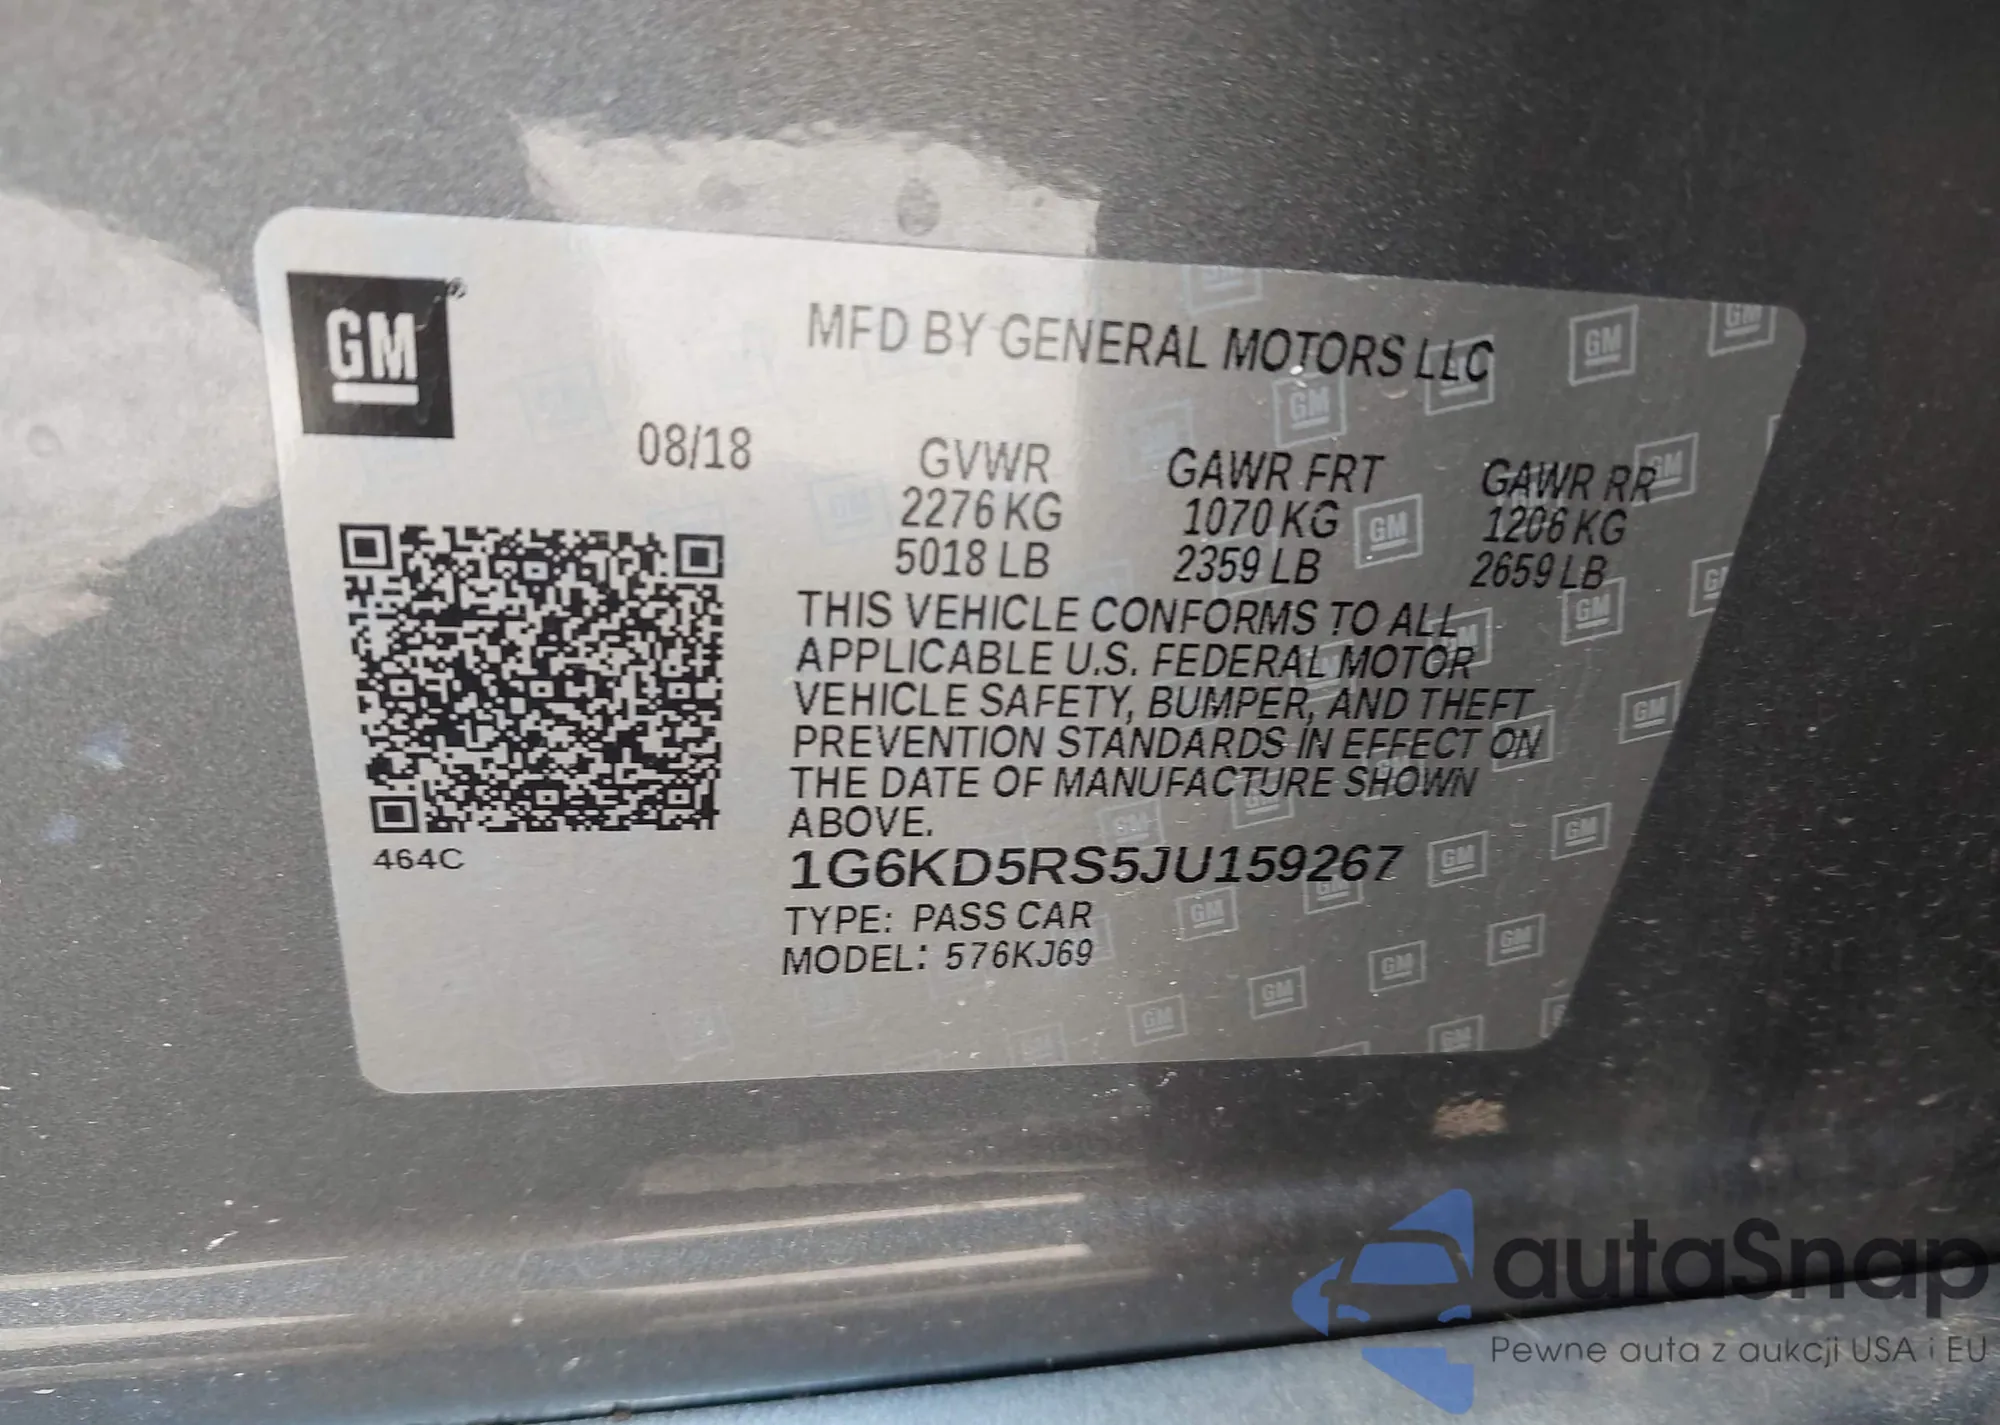 GM®
MFD BY GENERAL MOTORS LLC
08/18
GVWR
2276 KG
5018 LB
GAWR FRT
1070 KG
2359 LB
GAWR RR
1206 KG
2659 LB
THIS VEHICLE CONFORMS TO ALL
APPLICABLE U.S. FEDERAL MOTOR
VEHICLE SAFETY, BUMPER, AND THEFT
PREVENTION STANDARDS IN EFFECT ON
THE DATE OF MANUFACTURE SHOWN
ABOVE.
1G6KD5RS5JU159267
TYPE: PASS CAR
MODEL: 576KJ69
464C
autaSnap
Pewne auta z aukcji USA i EU